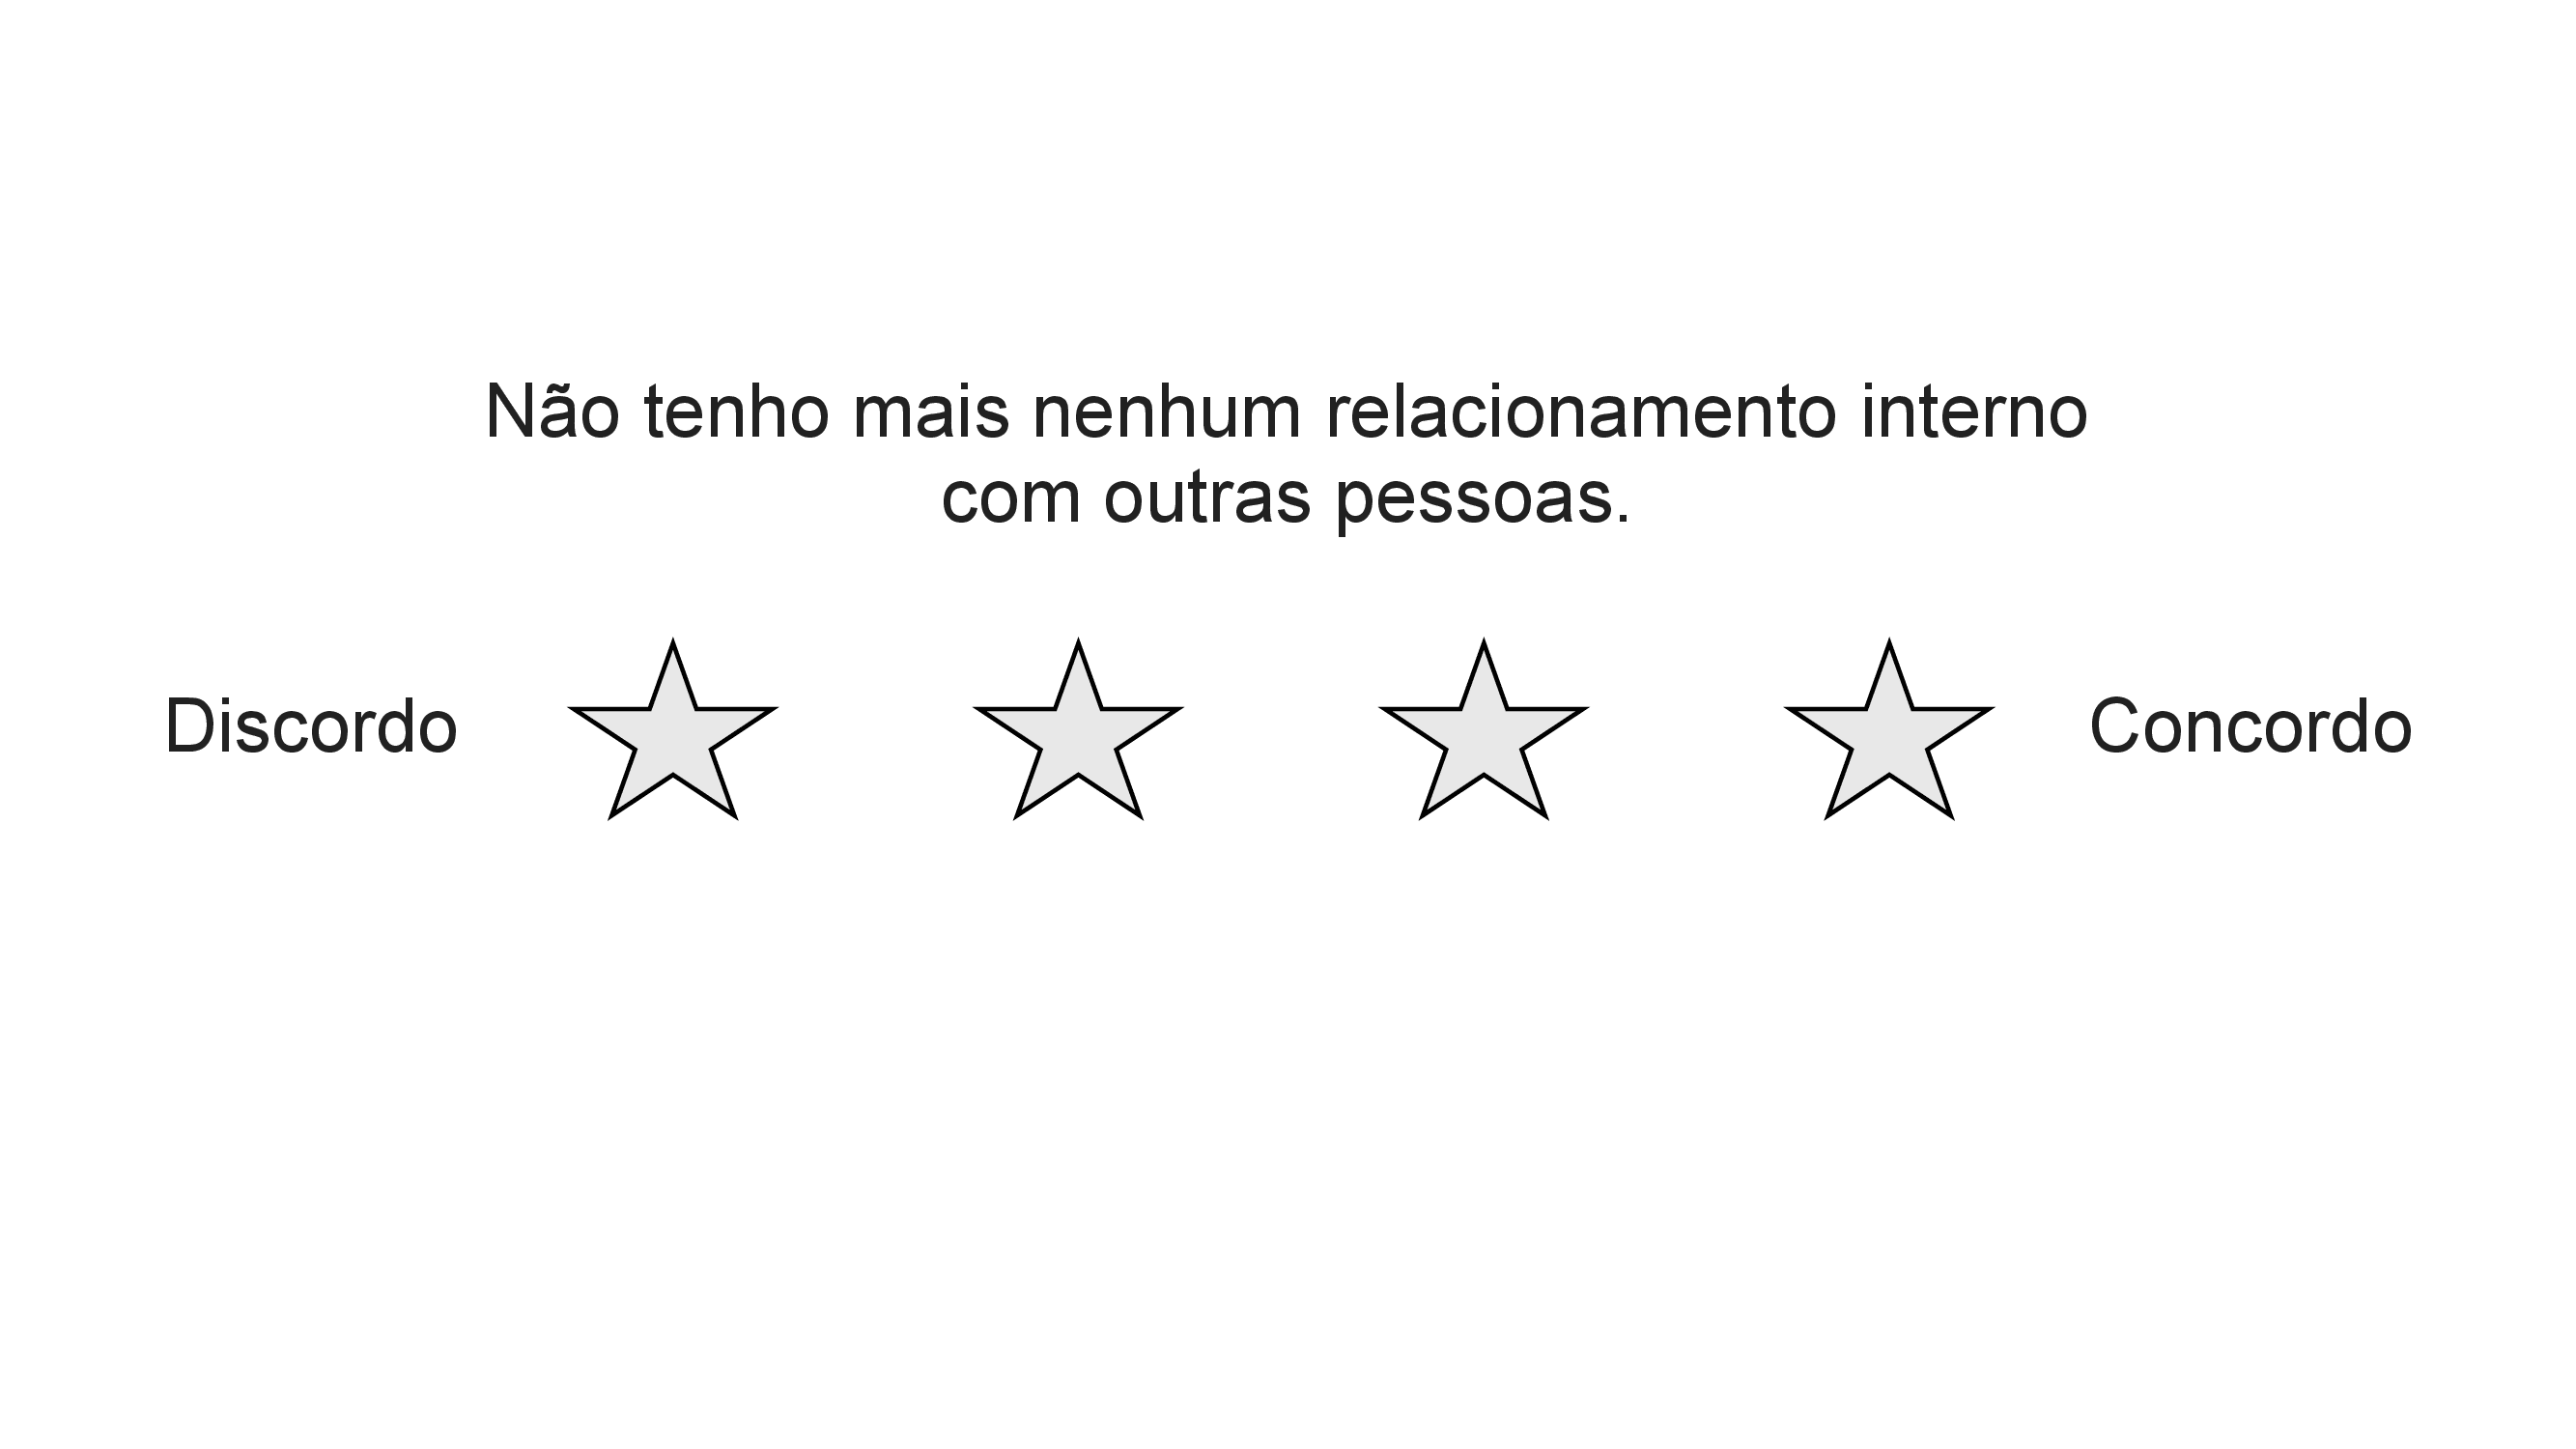 Não tenho mais nenhum relacionamento interno
com outras pessoas.
Discordo
Concordo